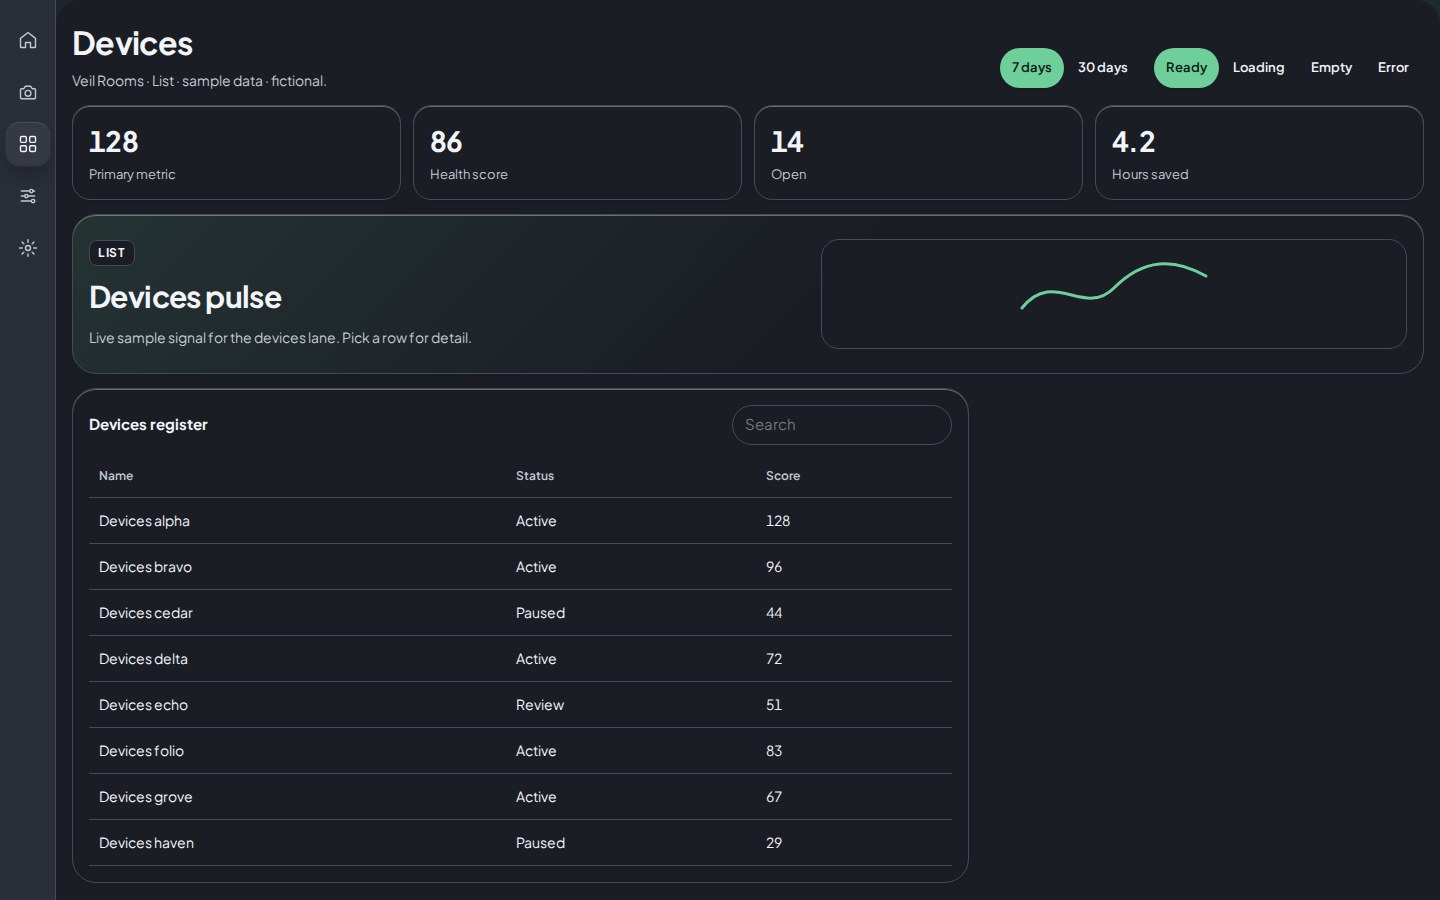 Devices
Veil Rooms · List · sample data · fictional.
7 days
30 days
Ready
Loading
Empty
Error
128
Primary metric
86
Health score
14
Open
4.2
Hours saved
LIST
Devices pulse
Live sample signal for the devices lane. Pick a row for detail.
Devices register
Search
Name Status Score
Devices alpha Active 128
Devices bravo Active 96
Devices cedar Paused 44
Devices delta Active 72
Devices echo Review 51
Devices folio Active 83
Devices grove Active 67
Devices haven Paused 29